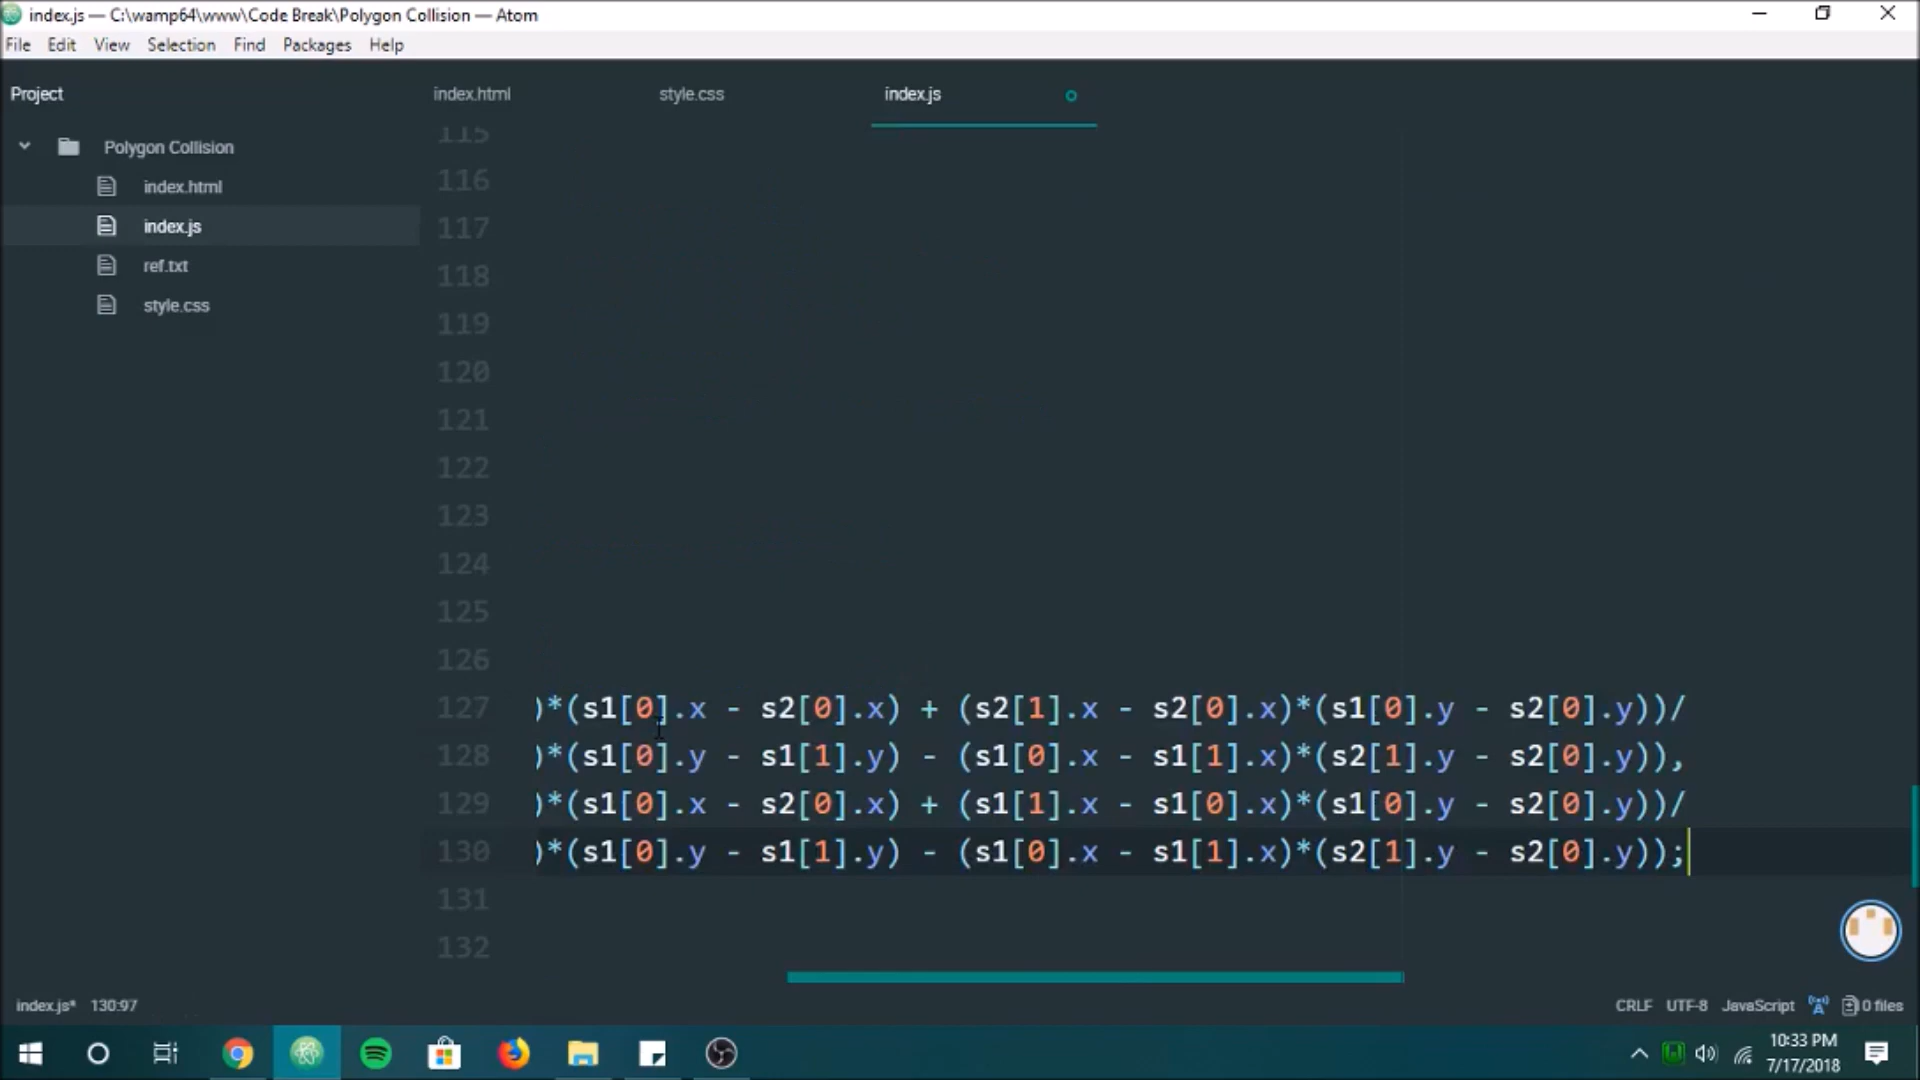 index.js — C:\wamp64\www\Code Break\Polygon Collision — Atom
File Edit View Selection Find Packages Help
Project
index.html style.css index.js
Polygon Collision
index.html
index.js
ref.txt
style.css
115
116
117
118
119
120
121
122
123
124
125
126
127 )*(s1[0].x - s2[0].x) + (s2[1].x - s2[0].x)*(s1[0].y - s2[0].y))/
128 )*(s1[0].y - s1[1].y) - (s1[0].x - s1[1].x)*(s2[1].y - s2[0].y)),
129 )*(s1[0].x - s2[0].x) + (s1[1].x - s1[0].x)*(s1[0].y - s2[0].y))/
130 )*(s1[0].y - s1[1].y) - (s1[0].x - s1[1].x)*(s2[1].y - s2[0].y));
131
132
index.js* 130:97 CRLF UTF-8 JavaScript 0 files
10:33 PM
7/17/2018